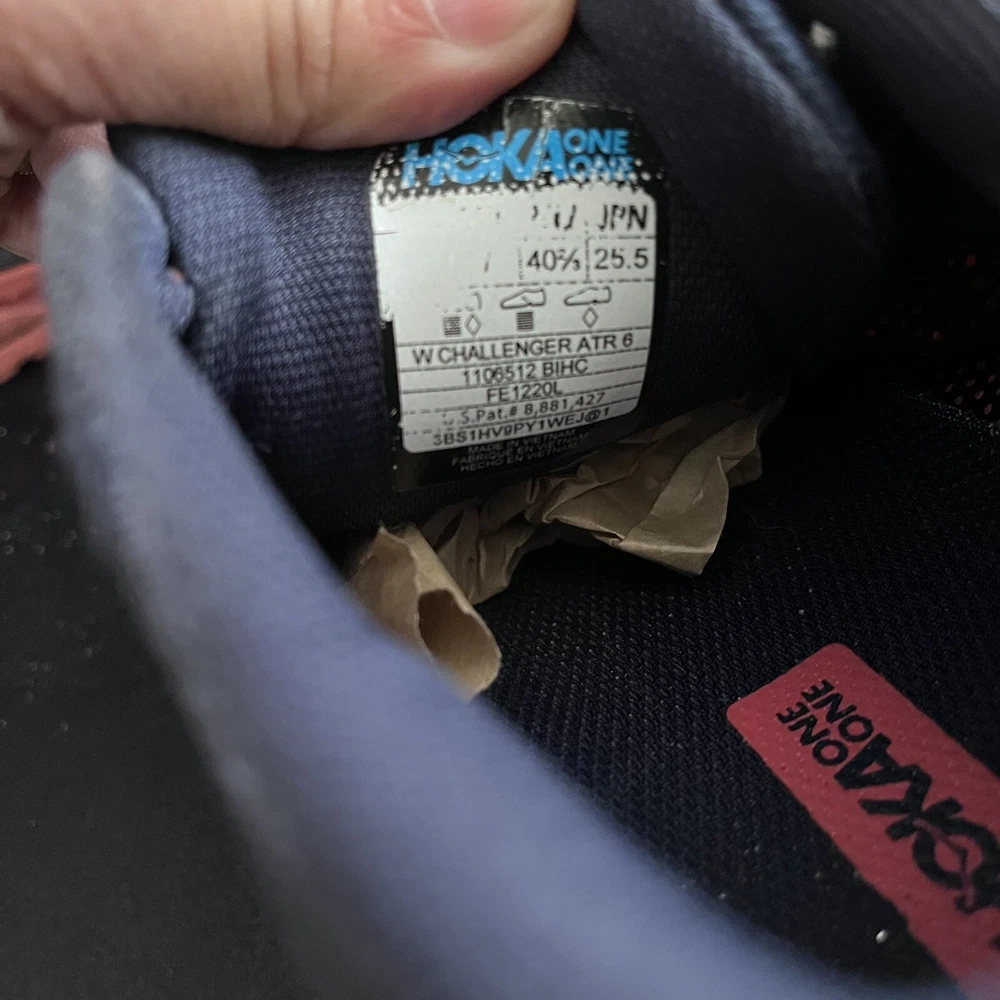 HOKA ONE ONE
JPN
40⅔ 25.5
W CHALLENGER ATR 6
1106512 BIHC
FE1220L
U.S.Pat.# 8,881,427
3BS1HV9PY1WEJ@1
MADE IN VIETNAM
FABRIQUÉ EN VIETNAM
HECHO EN VIETNAM
HOKA ONE ONE